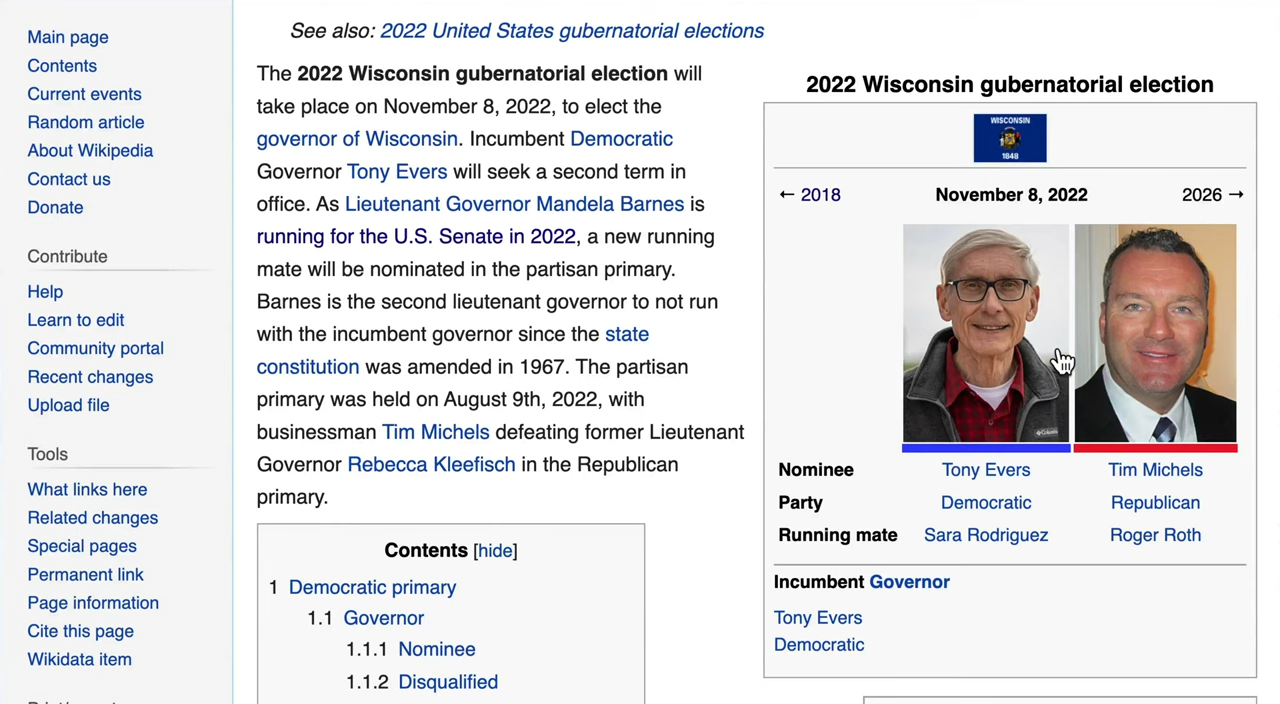 Main page
Contents
Current events
Random article
About Wikipedia
Contact us
Donate
Contribute
Help
Learn to edit
Community portal
Recent changes
Upload file
Tools
What links here
Related changes
Special pages
Permanent link
Page information
Cite this page
Wikidata item
See also: 2022 United States gubernatorial elections
The 2022 Wisconsin gubernatorial election will
take place on November 8, 2022, to elect the
governor of Wisconsin. Incumbent Democratic
Governor Tony Evers will seek a second term in
office. As Lieutenant Governor Mandela Barnes is
running for the U.S. Senate in 2022, a new running
mate will be nominated in the partisan primary.
Barnes is the second lieutenant governor to not run
with the incumbent governor since the state
constitution was amended in 1967. The partisan
primary was held on August 9th, 2022, with
businessman Tim Michels defeating former Lieutenant
Governor Rebecca Kleefisch in the Republican
primary.
Contents [hide]
1 Democratic primary
1.1 Governor
1.1.1 Nominee
1.1.2 Disqualified
2022 Wisconsin gubernatorial election
WISCONSIN
1848
← 2018 November 8, 2022 2026 →
Columbia
Nominee Tony Evers Tim Michels
Party Democratic Republican
Running mate Sara Rodriguez Roger Roth
Incumbent Governor
Tony Evers
Democratic